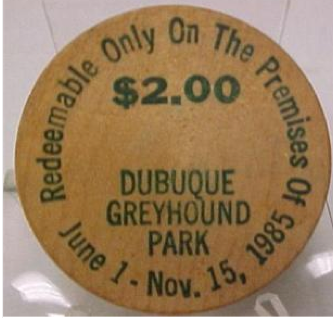 Redeemable Only On The Premises Of
$2.00
DUBUQUE
GREYHOUND
PARK
June 1 - Nov. 15, 1985